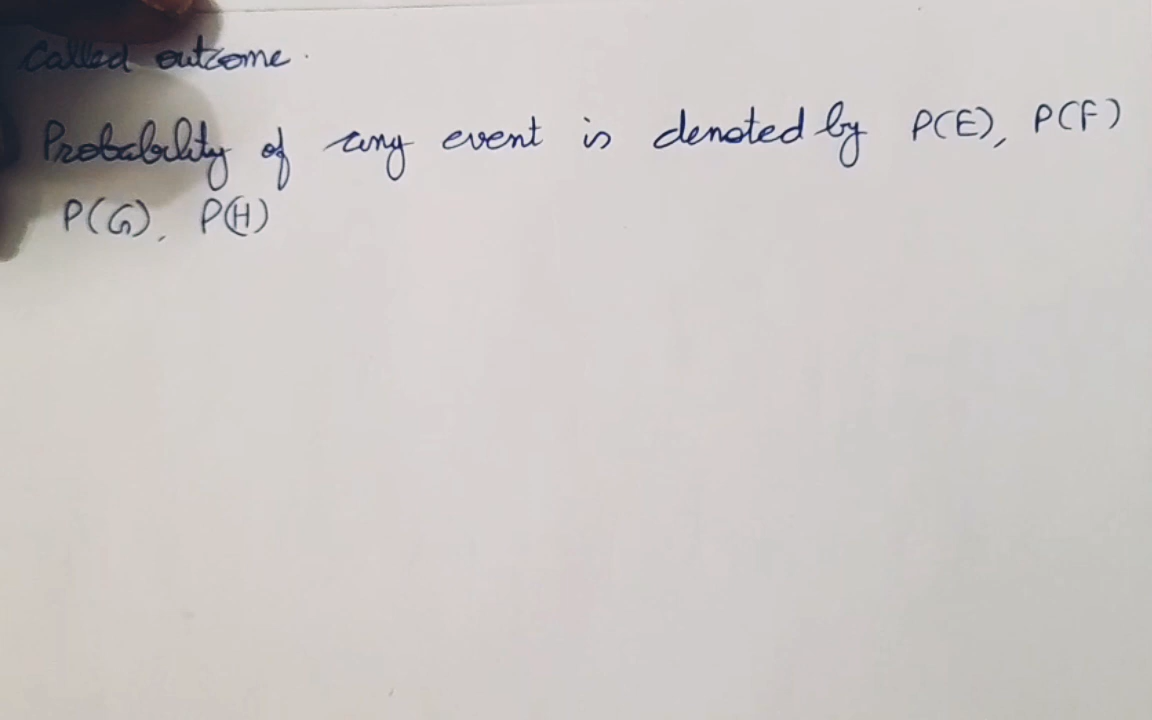 Called outcome.
Probability of any event is denoted by P(E), P(F)
P(G), P(H)